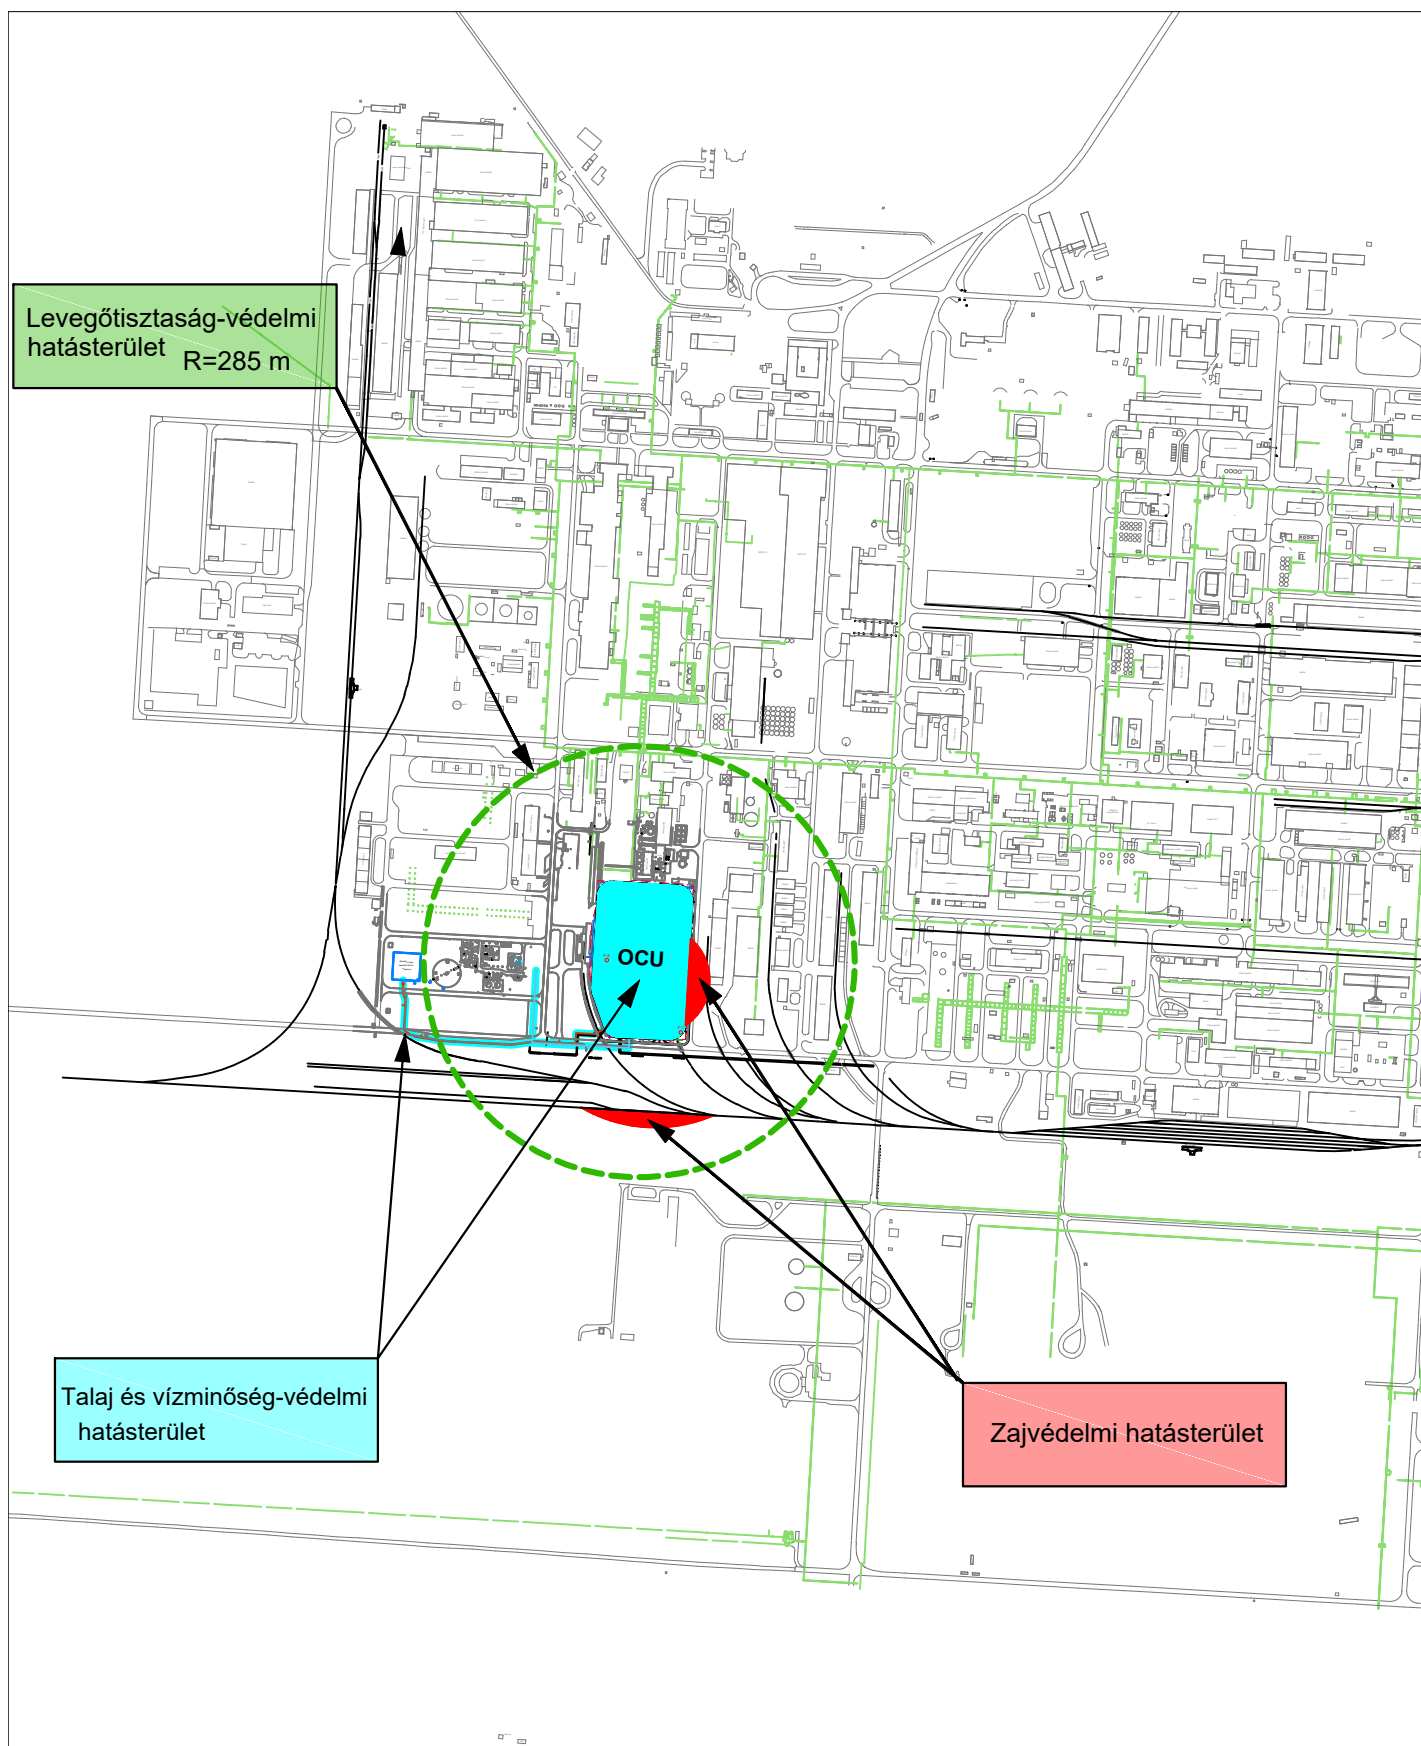 Levegőtisztaság-védelmi
hatásterület
R=285 m
OCU
Talaj és vízminőség-védelmi
hatásterület
Zajvédelmi hatásterület